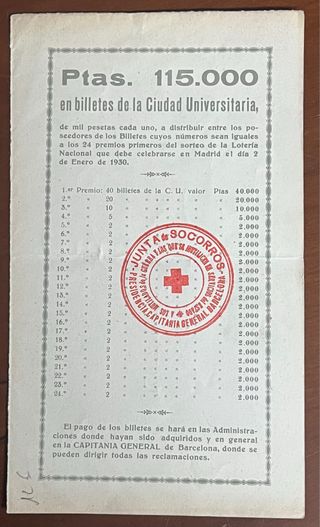 Ptas. 115.000
en billetes de la Ciudad Universitaria,
de mil pesetas cada uno, a distribuir entre los po-
seedores de los Billetes cuyos números sean iguales
a los 24 premios primeros del sorteo de la Lotería
Nacional que debe celebrarse en Madrid el día 2
de Enero de 1930.
1.er Premio: 40 billetes de la C. U. valor Ptas 40.000
2.º " 20 " " " " " 20.000
3.º " 10 " " " " " 10.000
4.º " 5 " " " " " 5.000
5.º " 2 " " " " " 2.000
6.º " 2 " " " " " 2.000
7.º " 2 " " " " " 2.000
8.º " 2 " " " " " 2.000
9.º " 2 " " " " " 2.000
10.º " 2 " " " " " 2.000
11.º " 2 " " " " " 2.000
12.º " 2 " " " " " 2.000
13.º " 2 " " " " " 2.000
14.º " 2 " " " " " 2.000
15.º " 2 " " " " " 2.000
16.º " 2 " " " " " 2.000
17.º " 2 " " " " " 2.000
18.º " 2 " " " " " 2.000
19.º " 2 " " " " " 2.000
20.º " 2 " " " " " 2.000
21.º " 2 " " " " " 2.000
22.º " 2 " " " " " 2.000
23.º " 2 " " " " " 2.000
24.º " 2 " " " " " 2.000
JUNTA de SOCORROS
PRESIDENCIA, CAPITANIA GENERAL BARCELONA
El pago de los billetes se hará en las Administra-
ciones donde hayan sido adquiridos y en general
en la CAPITANIA GENERAL de Barcelona, donde se
pueden dirigir todas las reclamaciones.